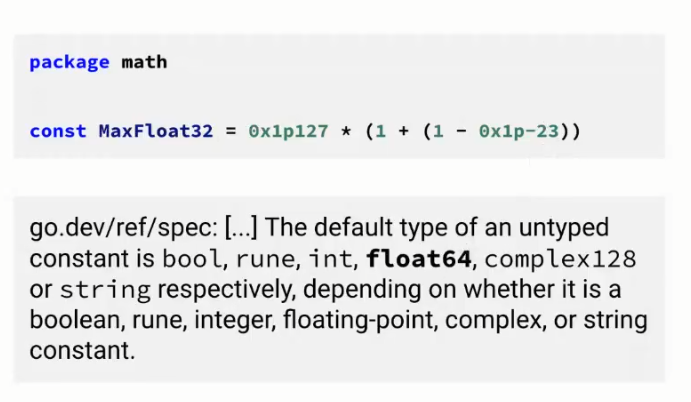 package math
const MaxFloat32 = 0x1p127 * (1 + (1 - 0x1p-23))
go.dev/ref/spec: [...] The default type of an untyped
constant is bool, rune, int, float64, complex128
or string respectively, depending on whether it is a
boolean, rune, integer, floating-point, complex, or string
constant.